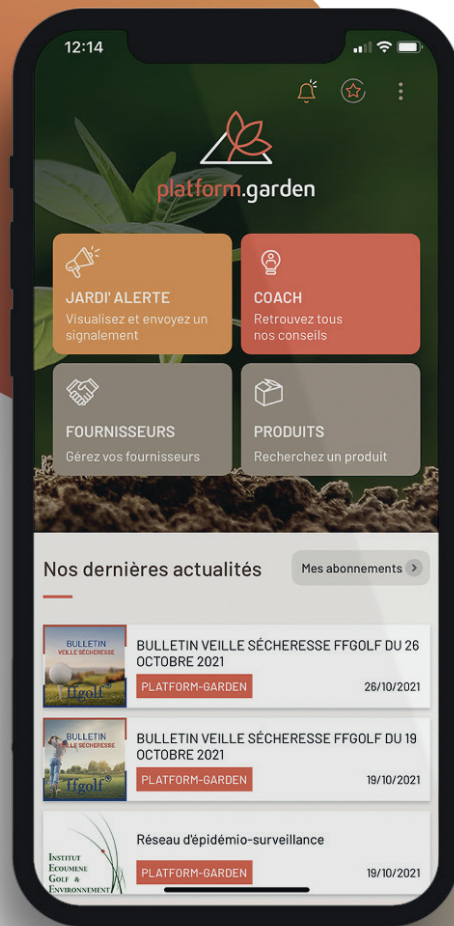 12:14
platform.garden
JARDI' ALERTE
Visualisez et envoyez un
signalement
COACH
Retrouvez tous
nos conseils
FOURNISSEURS
Gérez vos fournisseurs
PRODUITS
Recherchez un produit
Nos dernières actualités
Mes abonnements
BULLETIN
VEILLE SÉCHERESSE
ffgolf
BULLETIN VEILLE SÉCHERESSE FFGOLF DU 26
OCTOBRE 2021
PLATFORM-GARDEN
26/10/2021
BULLETIN
VEILLE SÉCHERESSE
ffgolf
BULLETIN VEILLE SÉCHERESSE FFGOLF DU 19
OCTOBRE 2021
PLATFORM-GARDEN
19/10/2021
INSTITUT
ECOUMENE
GOLF &
ENVIRONNEMENT
Réseau d'épidémio-surveillance
PLATFORM-GARDEN
19/10/2021